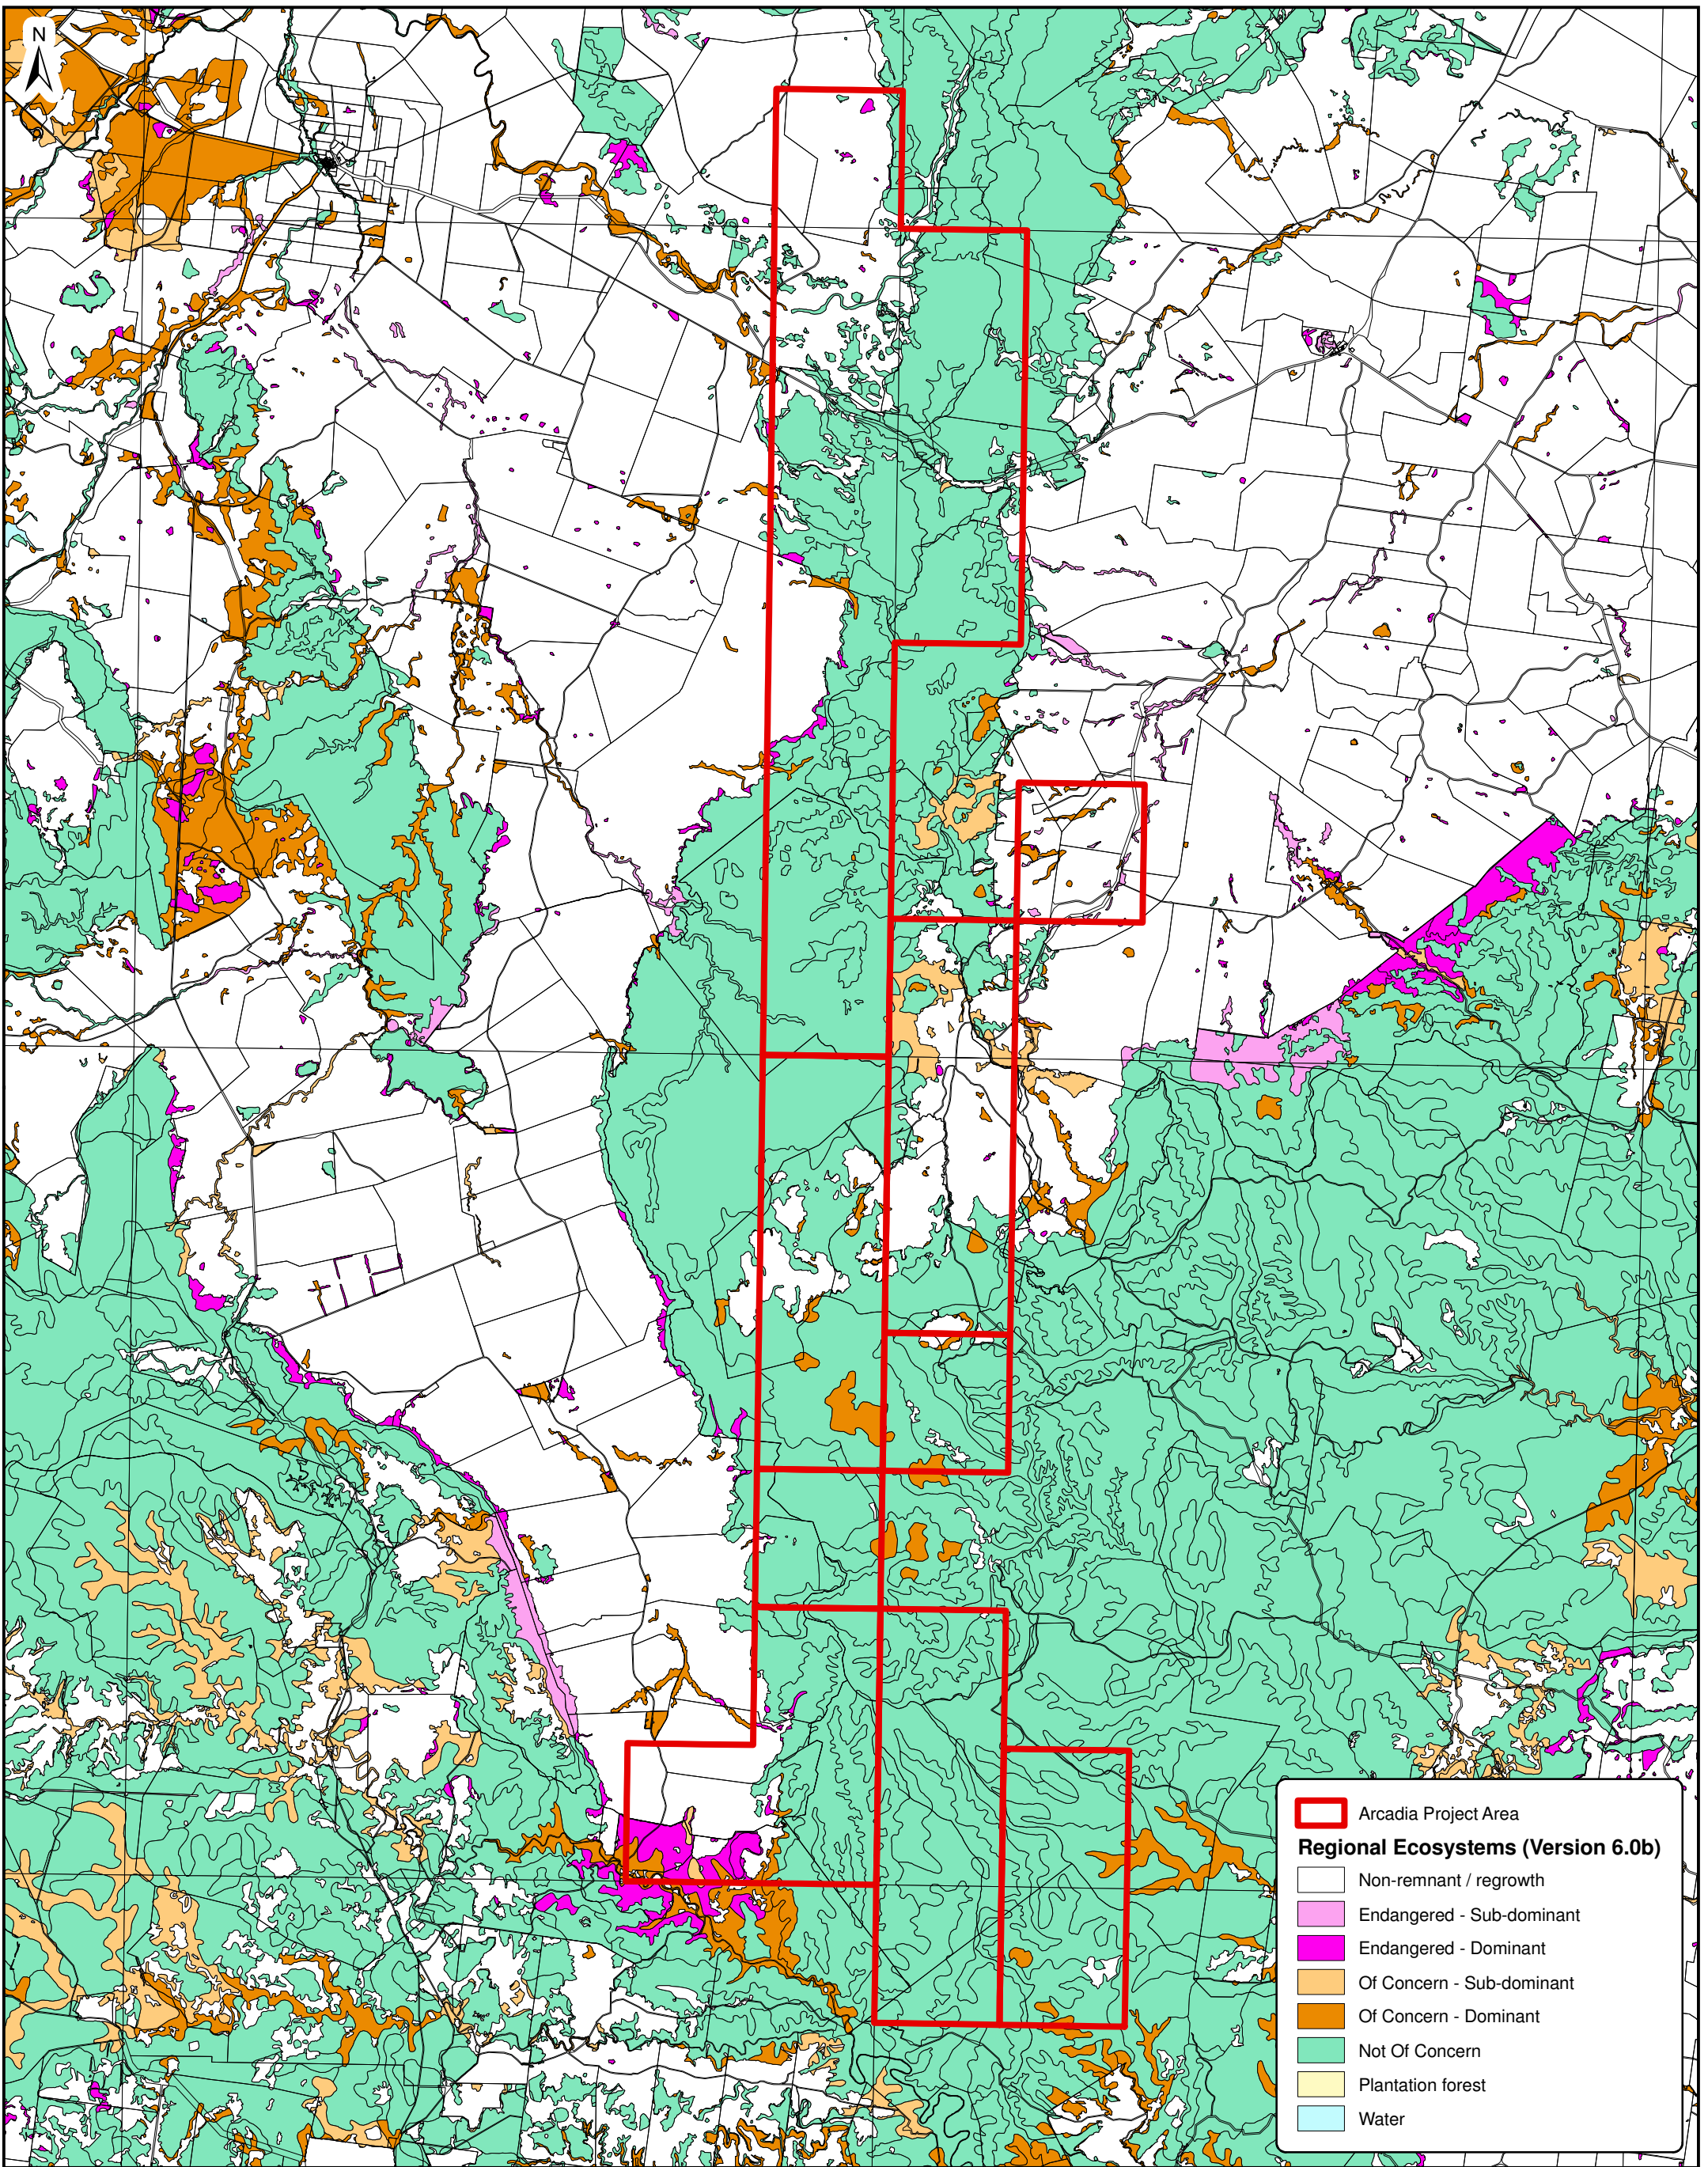 N
Arcadia Project Area
Regional Ecosystems (Version 6.0b)
Non-remnant / regrowth
Endangered - Sub-dominant
Endangered - Dominant
Of Concern - Sub-dominant
Of Concern - Dominant
Not Of Concern
Plantation forest
Water